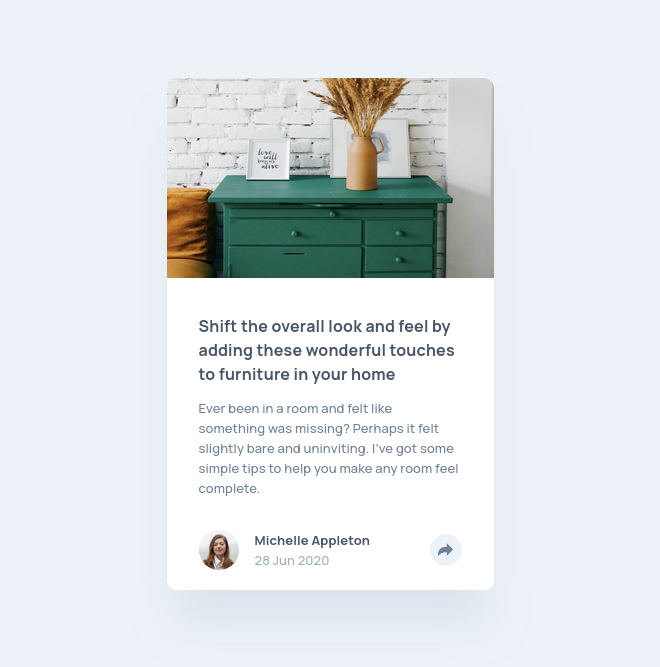 love
will
keep us
alive
Shift the overall look and feel by
adding these wonderful touches
to furniture in your home
Ever been in a room and felt like
something was missing? Perhaps it felt
slightly bare and uninviting. I’ve got some
simple tips to help you make any room feel
complete.
Michelle Appleton
28 Jun 2020